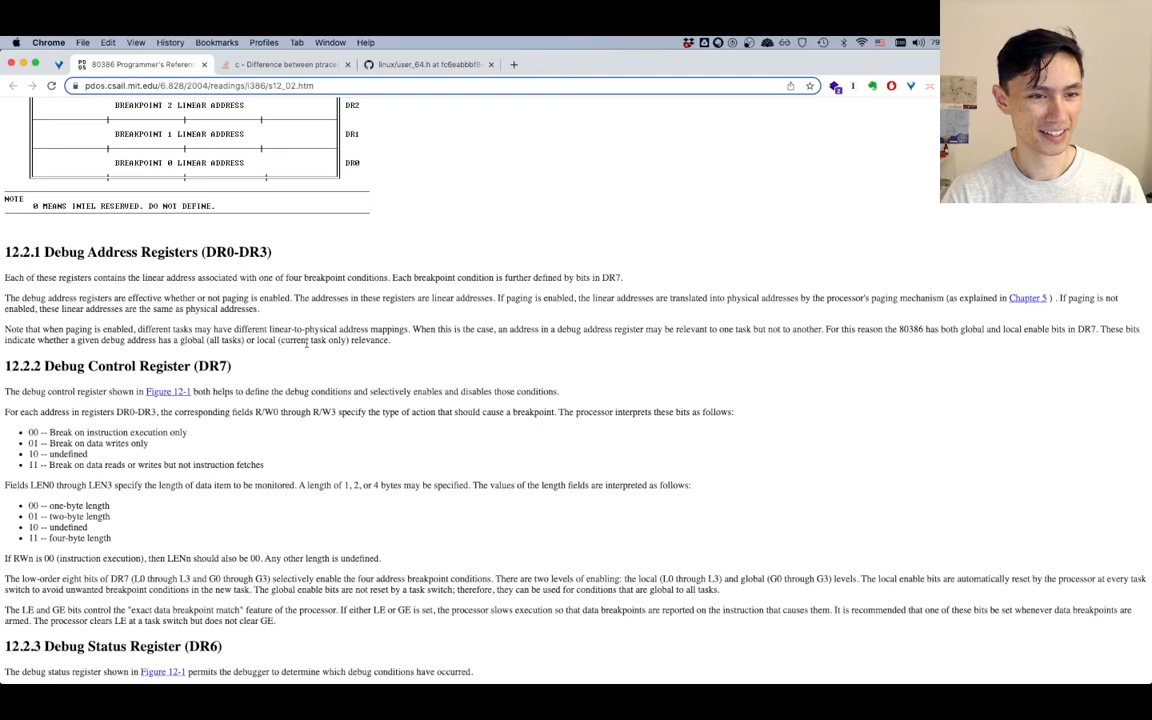 Chrome File Edit View History Bookmarks Profiles Tab Window Help 79
80386 Programmer's Referenc c - Difference between ptrace linux/user_64.h at fc6eabbbf8
pdos.csail.mit.edu/6.828/2004/readings/i386/s12_02.htm
BREAKPOINT 2 LINEAR ADDRESS DR2
BREAKPOINT 1 LINEAR ADDRESS DR1
BREAKPOINT 0 LINEAR ADDRESS DR0
NOTE
0 MEANS INTEL RESERVED. DO NOT DEFINE.
12.2.1 Debug Address Registers (DR0-DR3)
Each of these registers contains the linear address associated with one of four breakpoint conditions. Each breakpoint condition is further defined by bits in DR7.
The debug address registers are effective whether or not paging is enabled. The addresses in these registers are linear addresses. If paging is enabled, the linear addresses are translated into physical addresses by the processor's paging mechanism (as explained in Chapter 5 ) . If paging is not
enabled, these linear addresses are the same as physical addresses.
Note that when paging is enabled, different tasks may have different linear-to-physical address mappings. When this is the case, an address in a debug address register may be relevant to one task but not to another. For this reason the 80386 has both global and local enable bits in DR7. These bits
indicate whether a given debug address has a global (all tasks) or local (current task only) relevance.
12.2.2 Debug Control Register (DR7)
The debug control register shown in Figure 12-1 both helps to define the debug conditions and selectively enables and disables those conditions.
For each address in registers DR0-DR3, the corresponding fields R/W0 through R/W3 specify the type of action that should cause a breakpoint. The processor interprets these bits as follows:
• 00 -- Break on instruction execution only
• 01 -- Break on data writes only
• 10 -- undefined
• 11 -- Break on data reads or writes but not instruction fetches
Fields LEN0 through LEN3 specify the length of data item to be monitored. A length of 1, 2, or 4 bytes may be specified. The values of the length fields are interpreted as follows:
• 00 -- one-byte length
• 01 -- two-byte length
• 10 -- undefined
• 11 -- four-byte length
If RWn is 00 (instruction execution), then LENn should also be 00. Any other length is undefined.
The low-order eight bits of DR7 (L0 through L3 and G0 through G3) selectively enable the four address breakpoint conditions. There are two levels of enabling: the local (L0 through L3) and global (G0 through G3) levels. The local enable bits are automatically reset by the processor at every task
switch to avoid unwanted breakpoint conditions in the new task. The global enable bits are not reset by a task switch; therefore, they can be used for conditions that are global to all tasks.
The LE and GE bits control the "exact data breakpoint match" feature of the processor. If either LE or GE is set, the processor slows execution so that data breakpoints are reported on the instruction that causes them. It is recommended that one of these bits be set whenever data breakpoints are
armed. The processor clears LE at a task switch but does not clear GE.
12.2.3 Debug Status Register (DR6)
The debug status register shown in Figure 12-1 permits the debugger to determine which debug conditions have occurred.